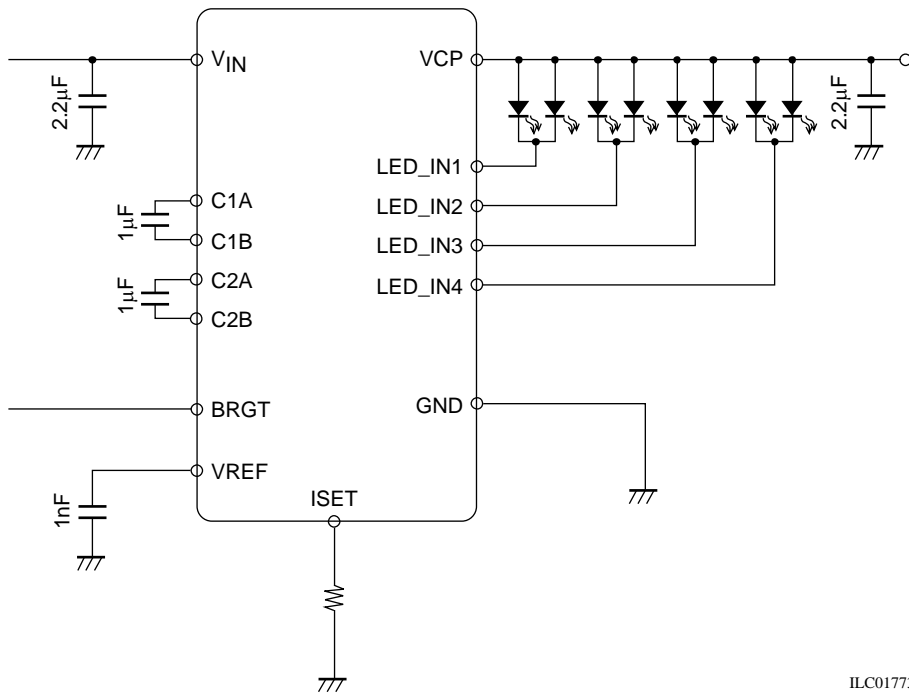 VIN
VCP
2.2μF
2.2μF
LED_IN1
C1A
LED_IN2
1μF
C1B
LED_IN3
C2A
LED_IN4
1μF
C2B
BRGT
GND
VREF
1nF
ISET